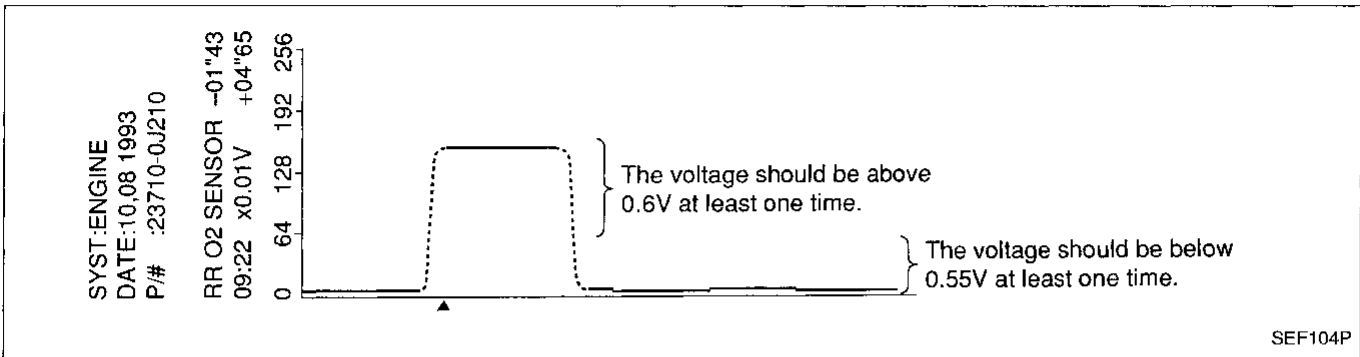 SYST:ENGINE
DATE:10,08 1993
P/# :23710-0J210
RR O2 SENSOR -01"43
09:22 x0.01V +04"65
256
192
128
64
0
The voltage should be above
0.6V at least one time.
The voltage should be below
0.55V at least one time.
SEF104P